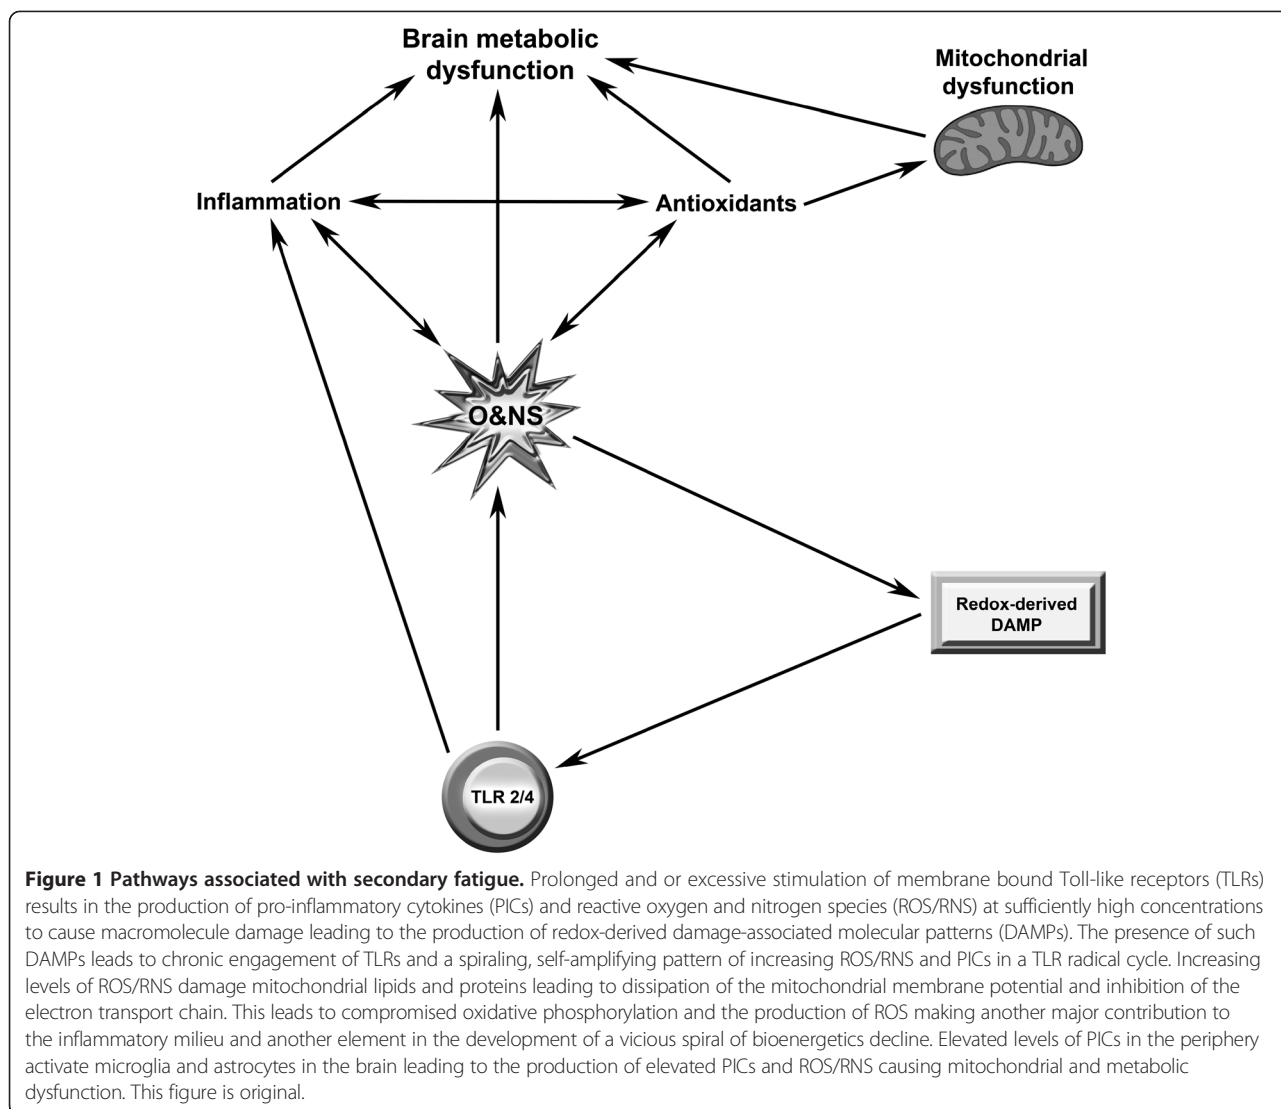 Brain metabolic
dysfunction
Mitochondrial
dysfunction
Inflammation
Antioxidants
O&NS
Redox-derived
DAMP
TLR 2/4
Figure 1 Pathways associated with secondary fatigue. Prolonged and or excessive stimulation of membrane bound Toll-like receptors (TLRs)
results in the production of pro-inflammatory cytokines (PICs) and reactive oxygen and nitrogen species (ROS/RNS) at sufficiently high concentrations
to cause macromolecule damage leading to the production of redox-derived damage-associated molecular patterns (DAMPs). The presence of such
DAMPs leads to chronic engagement of TLRs and a spiraling, self-amplifying pattern of increasing ROS/RNS and PICs in a TLR radical cycle. Increasing
levels of ROS/RNS damage mitochondrial lipids and proteins leading to dissipation of the mitochondrial membrane potential and inhibition of the
electron transport chain. This leads to compromised oxidative phosphorylation and the production of ROS making another major contribution to
the inflammatory milieu and another element in the development of a vicious spiral of bioenergetics decline. Elevated levels of PICs in the periphery
activate microglia and astrocytes in the brain leading to the production of elevated PICs and ROS/RNS causing mitochondrial and metabolic
dysfunction. This figure is original.